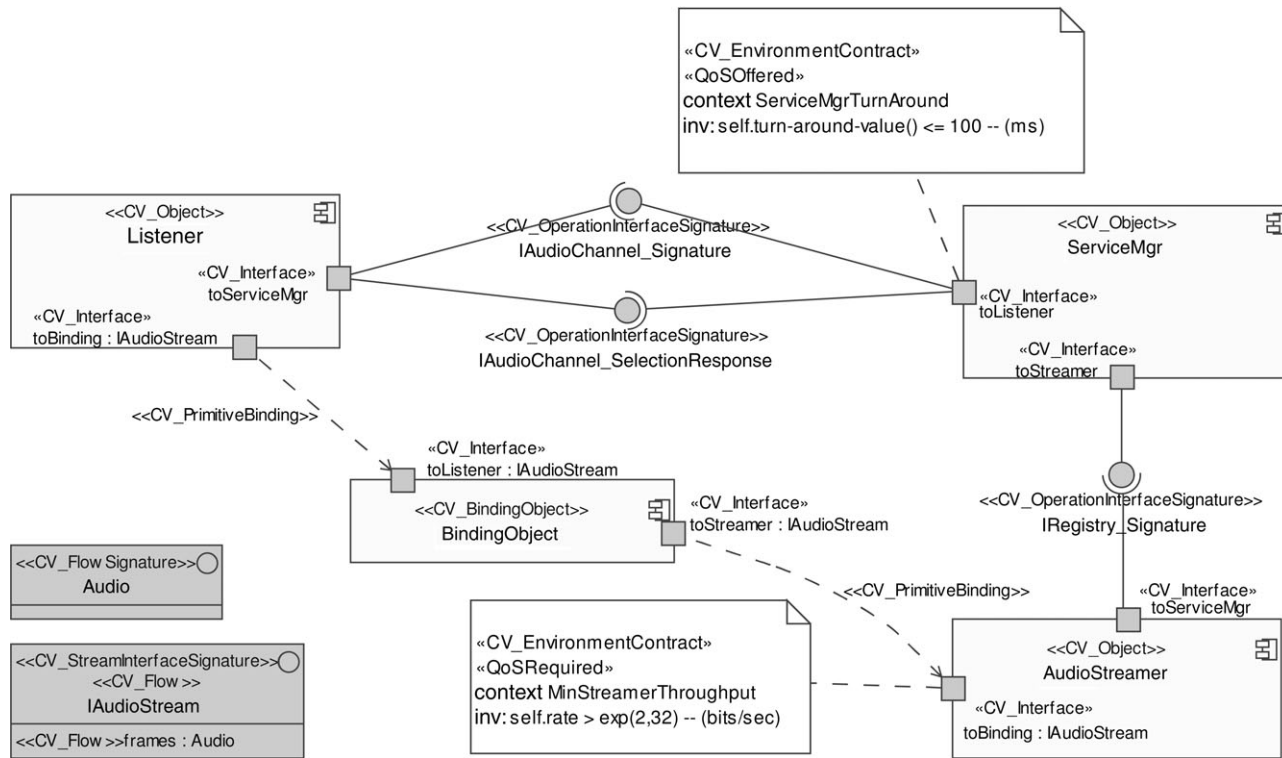 «CV_EnvironmentContract»
«QoSOffered»
context ServiceMgrTurnAround
inv: self.turn-around-value() <= 100 -- (ms)
<<CV_Object>>
Listener
«CV_Interface»
toServiceMgr
«CV_Interface»
toBinding : IAudioStream
<<CV_OperationInterfaceSignature>>
IAudioChannel_Signature
<<CV_OperationInterfaceSignature>>
IAudioChannel_SelectionResponse
<<CV_Object>>
ServiceMgr
«CV_Interface»
toListener
«CV_Interface»
toStreamer
<<CV_PrimitiveBinding>>
«CV_Interface»
toListener : IAudioStream
<<CV_BindingObject>>
BindingObject
«CV_Interface»
toStreamer : IAudioStream
<<CV_OperationInterfaceSignature>>
IRegistry_Signature
<<CV_Flow Signature>>
Audio
<<CV_PrimitiveBinding>>
«CV_Interface»
toServiceMgr
<<CV_StreamInterfaceSignature>>
<<CV_Flow >>
IAudioStream
<<CV_Flow >>frames : Audio
«CV_EnvironmentContract»
«QoSRequired»
context MinStreamerThroughput
inv: self.rate > exp(2,32) -- (bits/sec)
<<CV_Object>>
AudioStreamer
«CV_Interface»
toBinding : IAudioStream